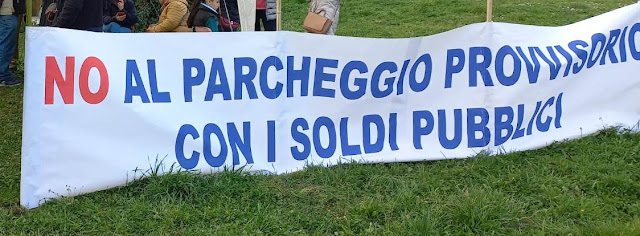 NO AL PARCHEGGIO PROVVISORIO
CON I SOLDI PUBBLICI